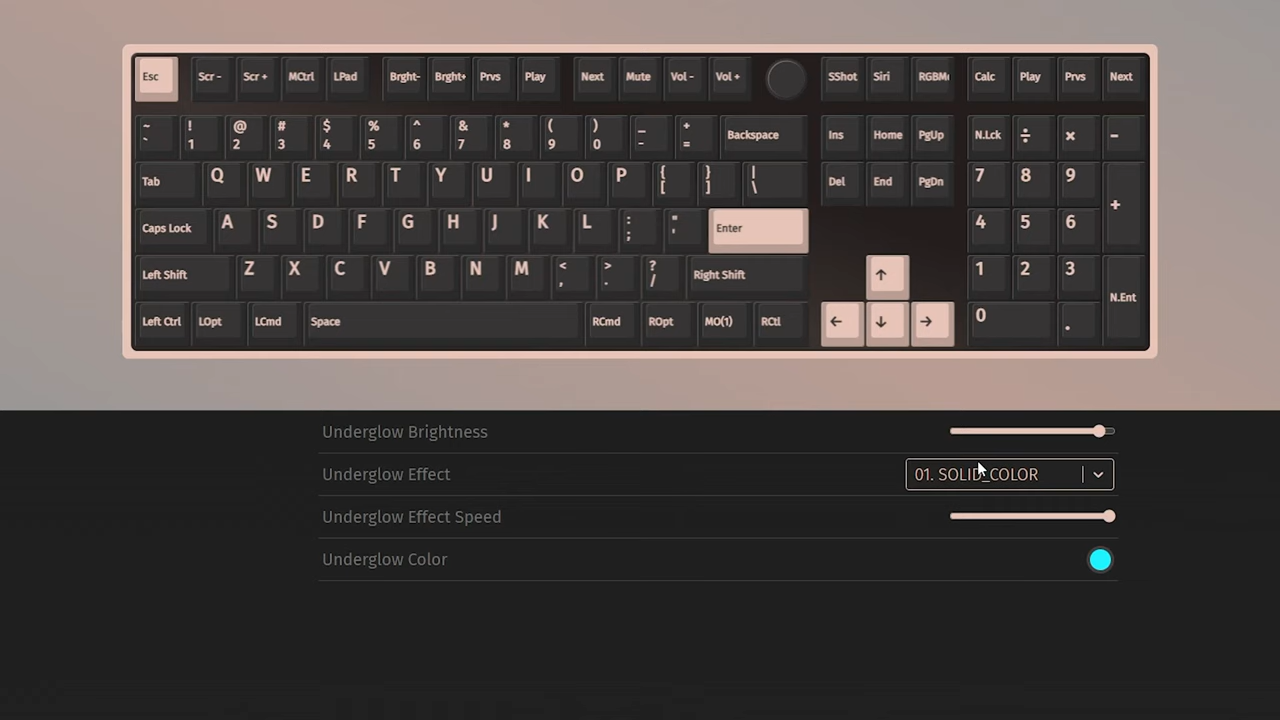 Esc Scr - Scr + MCtrl LPad Brght- Brght+ Prvs Play Next Mute Vol - Vol + SShot Siri RGBM Calc Play Prvs Next
~ ! @ # $ % ^ & * ( ) _ +
` 1 2 3 4 5 6 7 8 9 0 - = Backspace Ins Home PgUp N.Lck ÷ × −
Tab Q W E R T Y U I O P { } | Del End PgDn 7 8 9 +
[ ] \
Caps Lock A S D F G H J K L : " Enter 4 5 6
; '
Left Shift Z X C V B N M < > ? Right Shift ↑ 1 2 3 N.Ent
, . /
Left Ctrl LOpt LCmd Space RCmd ROpt MO(1) RCtl ← ↓ → 0 .
Underglow Brightness
Underglow Effect 01. SOLID_COLOR
Underglow Effect Speed
Underglow Color